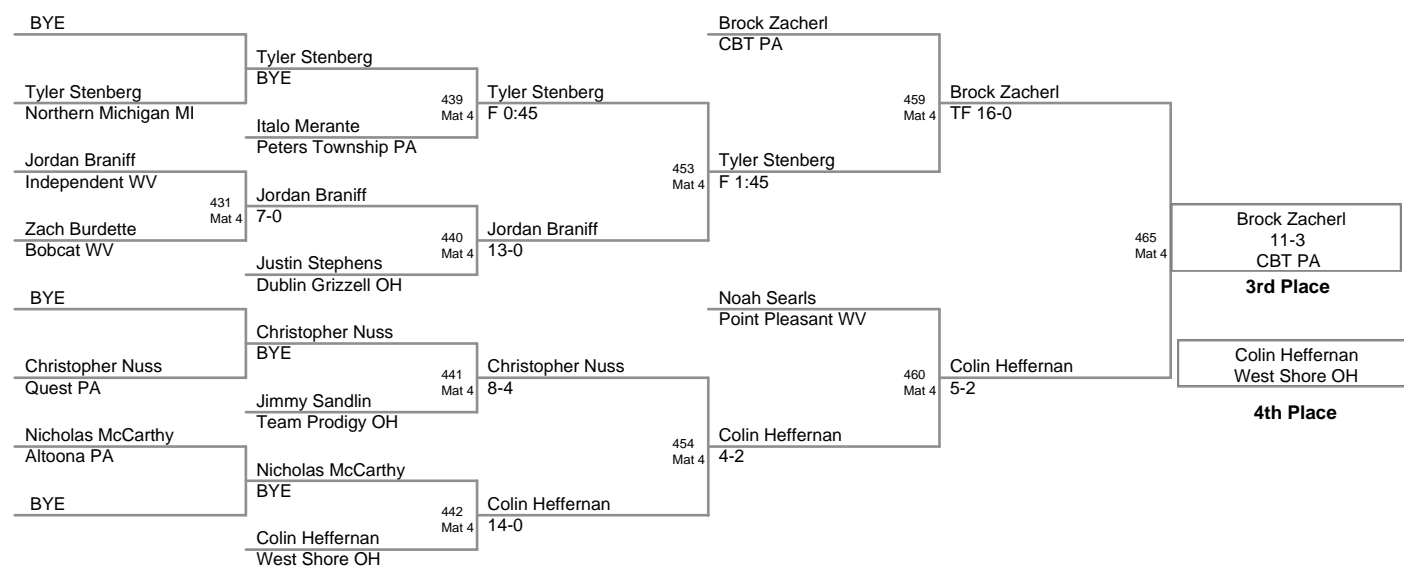 BYE
Tyler Stenberg
Northern Michigan MI
Jordan Braniff
Independent WV
431
Mat 4
Zach Burdette
Bobcat WV
BYE
Christopher Nuss
Quest PA
Nicholas McCarthy
Altoona PA
BYE
Tyler Stenberg
BYE
439
Mat 4
Italo Merante
Peters Township PA
Jordan Braniff
7-0
440
Mat 4
Justin Stephens
Dublin Grizzell OH
Christopher Nuss
BYE
441
Mat 4
Jimmy Sandlin
Team Prodigy OH
Nicholas McCarthy
BYE
442
Mat 4
Colin Heffernan
West Shore OH
Tyler Stenberg
F 0:45
453
Mat 4
Jordan Braniff
13-0
Christopher Nuss
8-4
454
Mat 4
Colin Heffernan
14-0
Brock Zacherl
CBT PA
459
Mat 4
Tyler Stenberg
F 1:45
Noah Searls
Point Pleasant WV
460
Mat 4
Colin Heffernan
4-2
Brock Zacherl
TF 16-0
465
Mat 4
Colin Heffernan
5-2
Brock Zacherl
11-3
CBT PA
3rd Place
Colin Heffernan
West Shore OH
4th Place